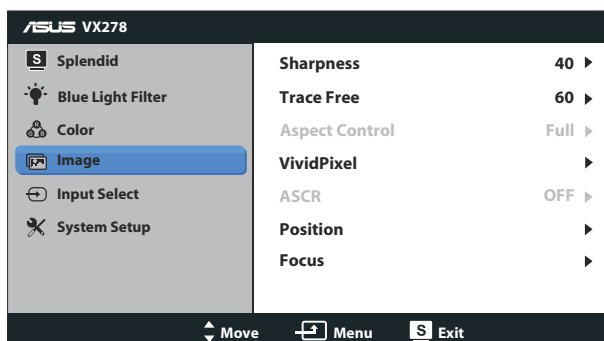 ASUS VX278
S Splendid
Blue Light Filter
Color
Image
Input Select
System Setup
Sharpness 40
Trace Free 60
Aspect Control Full
VividPixel
ASCR OFF
Position
Focus
Move Menu S Exit